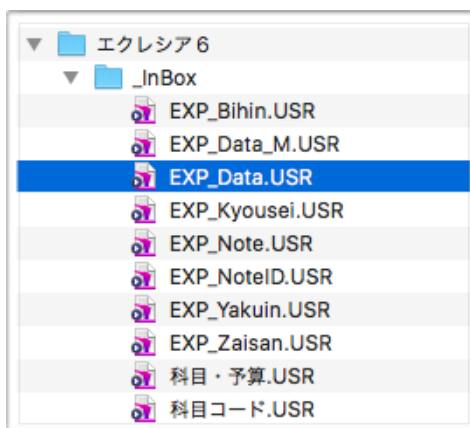 エクレシア6
_InBox
EXP_Bihin.USR
EXP_Data_M.USR
EXP_Data.USR
EXP_Kyousei.USR
EXP_Note.USR
EXP_NoteID.USR
EXP_Yakuin.USR
EXP_Zaisan.USR
科目・予算.USR
科目コード.USR